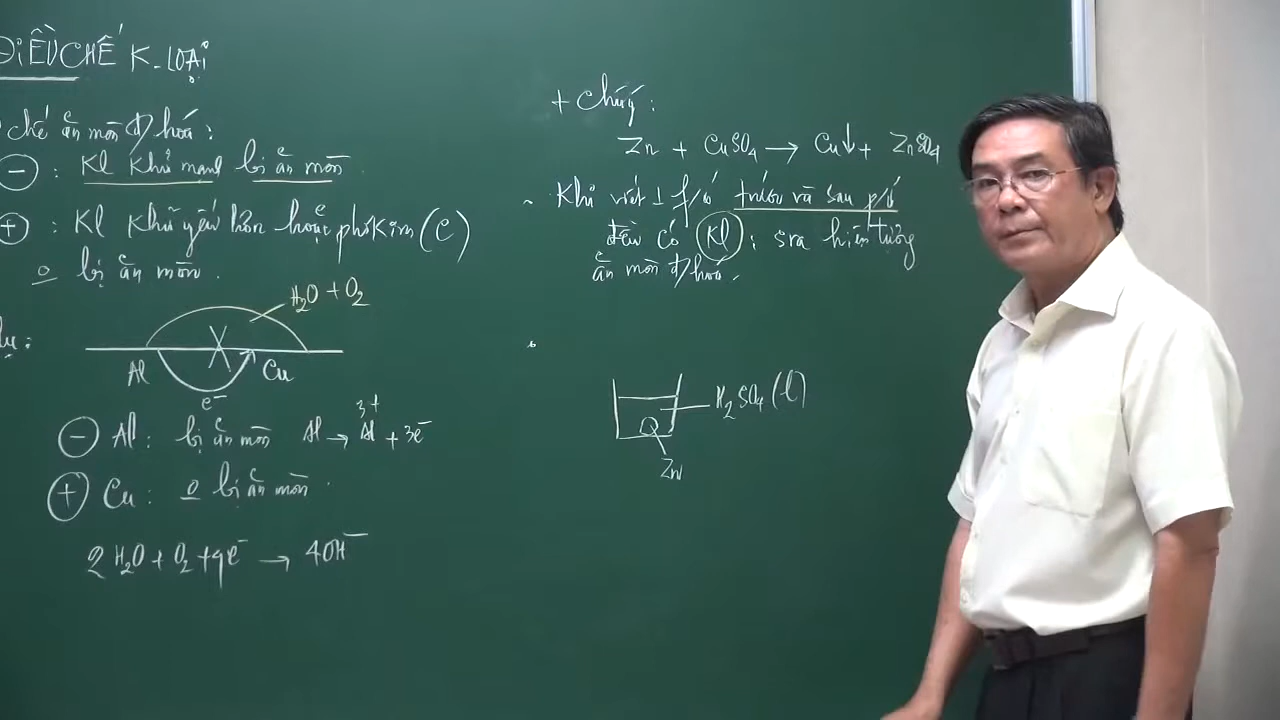 ĐIỀU CHẾ K-LOẠI
chế ăn mòn đ/hoá:
- : Kl khử mạnh bị ăn mòn.
+ : Kl khử yếu hơn hoặc phi kim (C)
o bị ăn mòn.
dụ:
H2O + O2
Al Cu
e-
- Al: bị ăn mòn Al → Al3+ + 3e-
+ Cu: o bị ăn mòn.
2H2O + O2 + 4e- → 4OH-
+ Chú ý:
Zn + CuSO4 → Cu↓ + ZnSO4
~ Khi viết 1 p/ứ trước và sau p/ứ
đều có Kl : sra hiện tượng
ăn mòn đ/hoá.
H2SO4 (l)
Zn